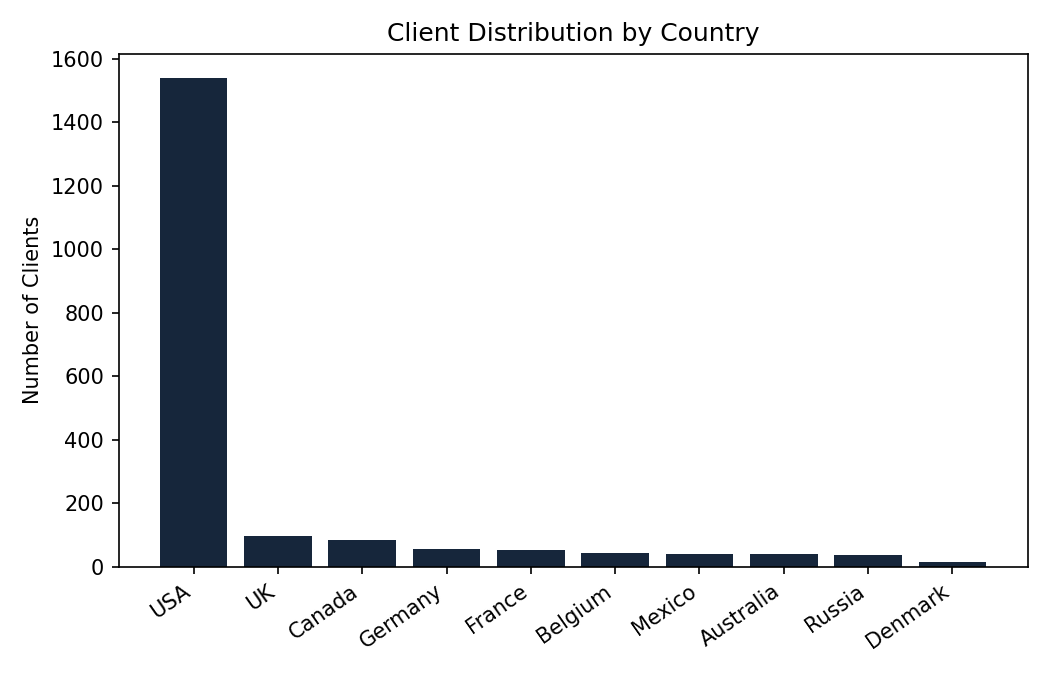 Client Distribution by Country
Number of Clients
1600
1400
1200
1000
800
600
400
200
0
USA
UK
Canada
Germany
France
Belgium
Mexico
Australia
Russia
Denmark